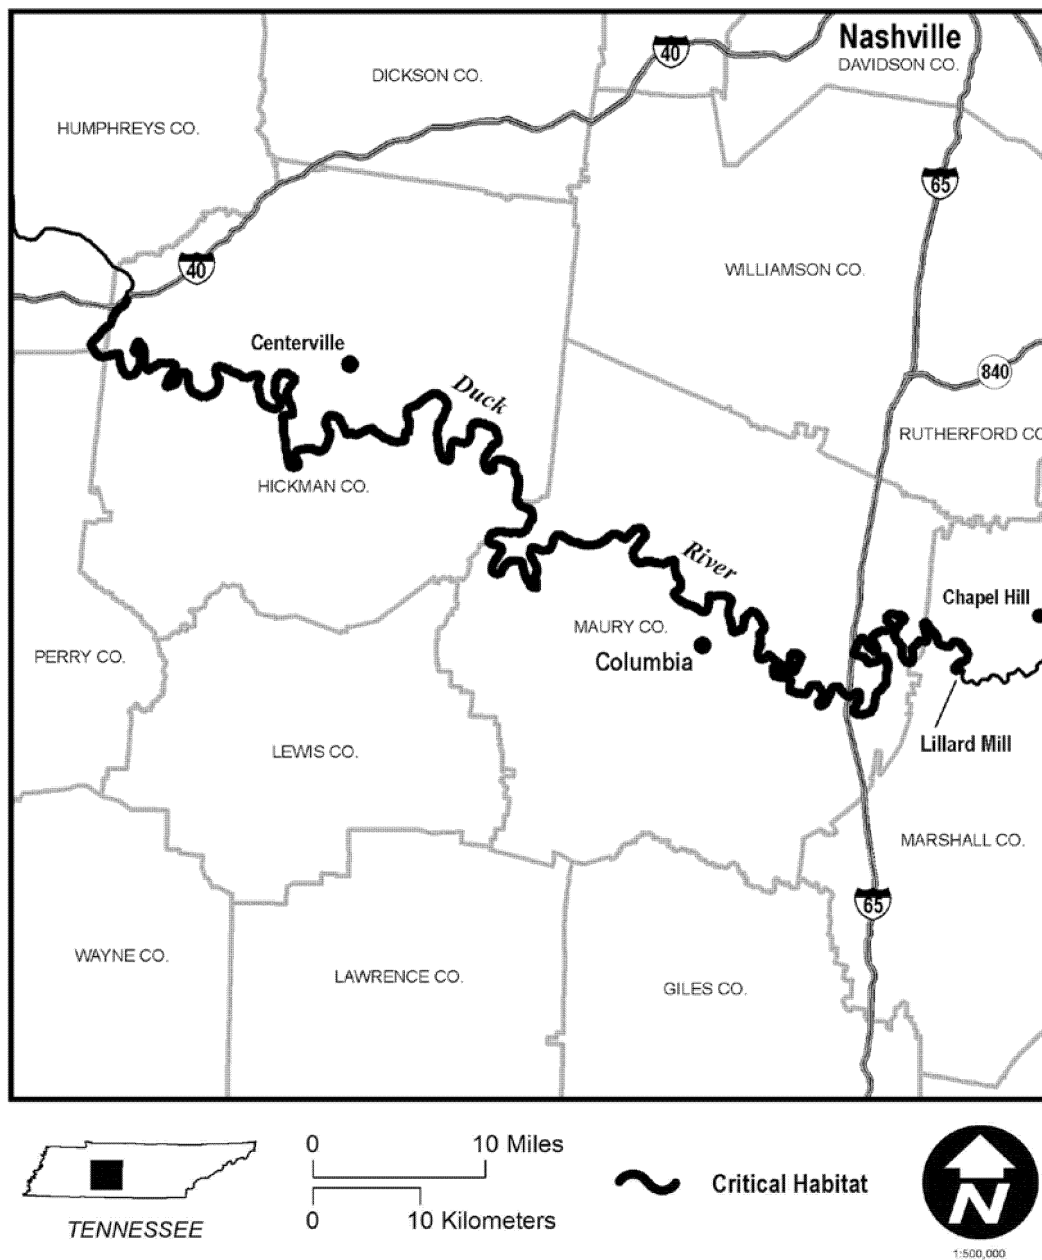 Nashville
DAVIDSON CO.
40
DICKSON CO.
HUMPHREYS CO.
65
40
WILLIAMSON CO.
Centerville
840
Duck
RUTHERFORD CO
HICKMAN CO.
River
Chapel Hill
MAURY CO.
PERRY CO.
Columbia
Lillard Mill
LEWIS CO.
MARSHALL CO.
65
WAYNE CO.
LAWRENCE CO.
GILES CO.
0 10 Miles
0 10 Kilometers
TENNESSEE
Critical Habitat
N
1:500,000